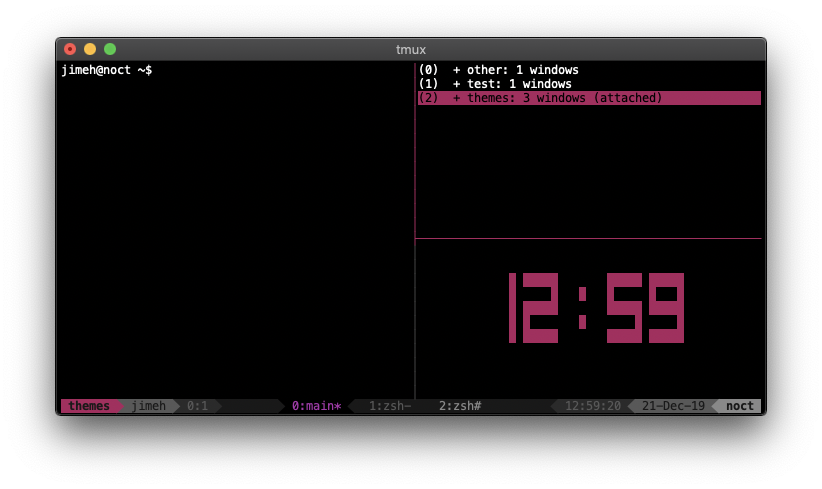 tmux
jimeh@noct ~$
(0) + other: 1 windows
(1) + test: 1 windows
(2) + themes: 3 windows (attached)
12:59
themes jimeh 0:1 0:main* 1:zsh- 2:zsh# 12:59:20 21-Dec-19 noct